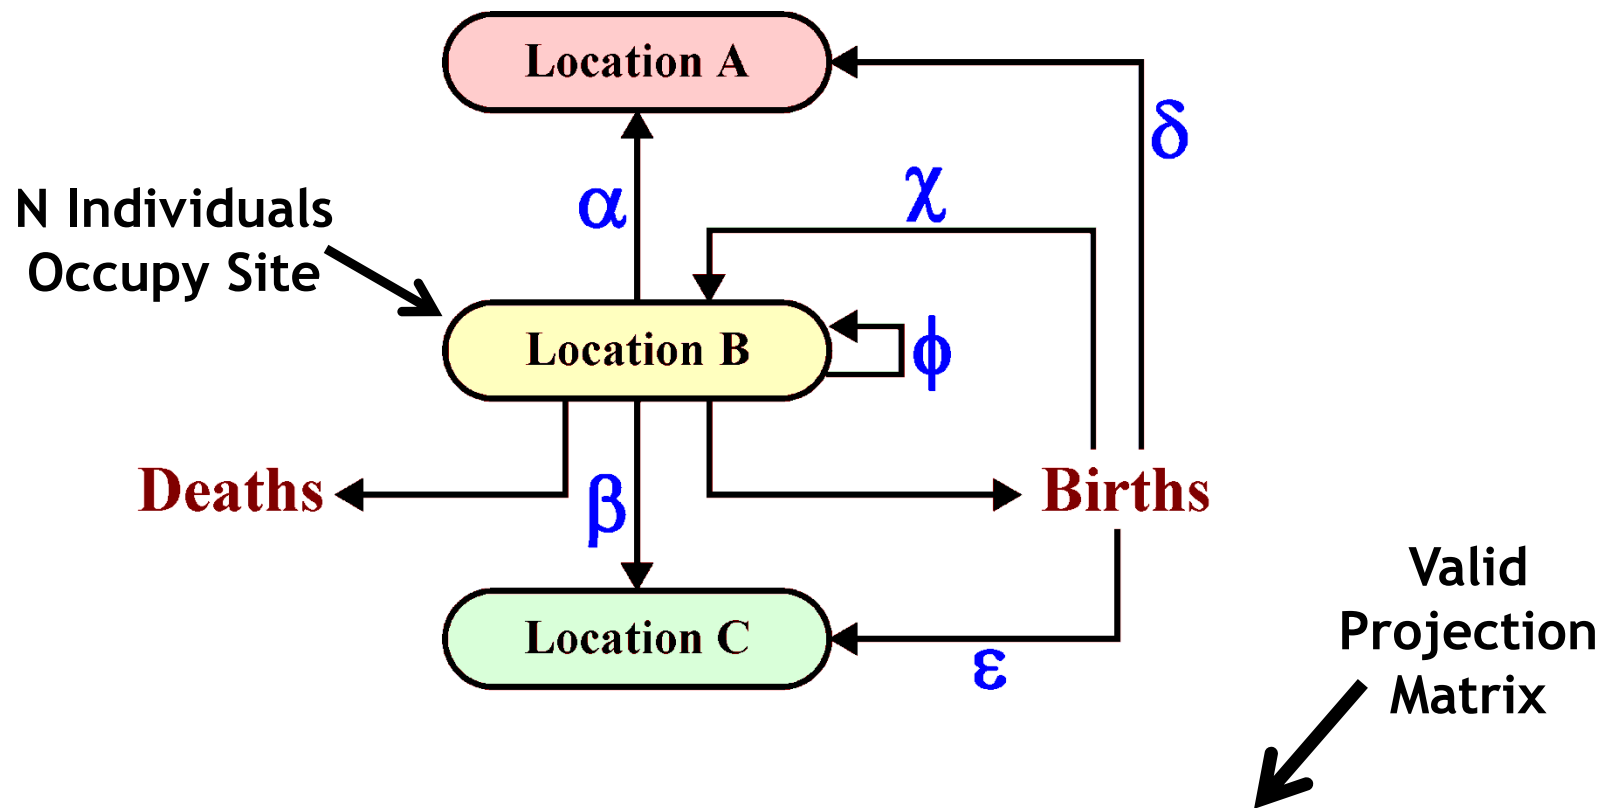 Location A
δ
χ
N Individuals
Occupy Site
α
Location B
ϕ
Deaths
β
Births
Valid
Projection
Matrix
Location C
ε